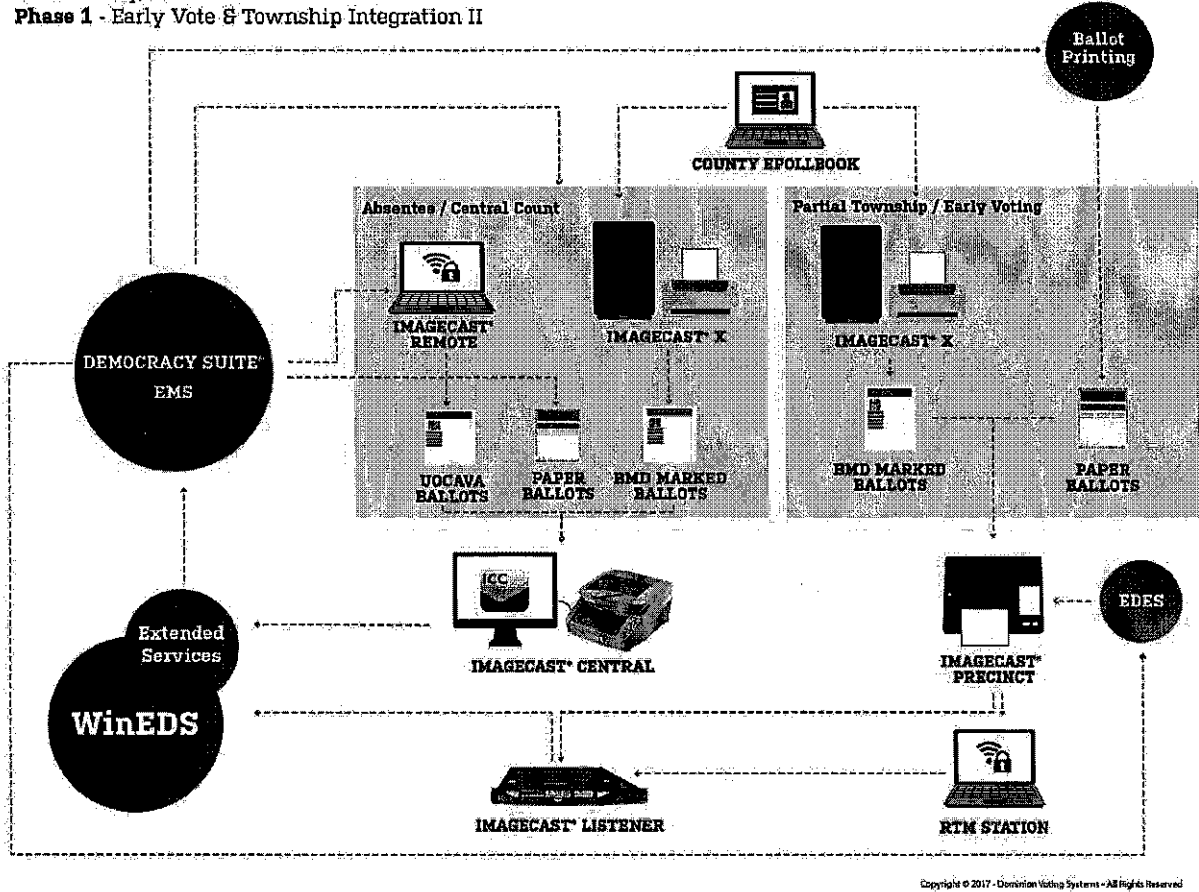 Phase 1 - Early Vote & Township Integration II
Ballot
Printing
COUNTY EPOLLBOOK
Absentee / Central Count
Partial Township / Early Voting
IMAGECAST® REMOTE
IMAGECAST® X
IMAGECAST® X
DEMOCRACY SUITE®
EMS
UOCAVA
BALLOTS
PAPER
BALLOTS
BMD MARKED
BALLOTS
BMD MARKED
BALLOTS
PAPER
BALLOTS
ICC
IMAGECAST® CENTRAL
IMAGECAST®
PRECINCT
EDES
Extended
Services
WinEDS
IMAGECAST® LISTENER
RTM STATION
Copyright © 2017 - Dominion Voting Systems - All Rights Reserved